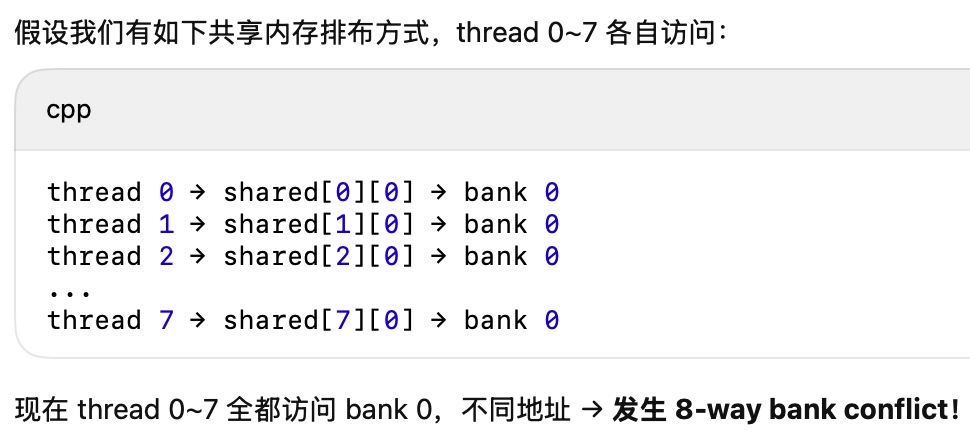 假设我们有如下共享内存排布方式，thread 0~7 各自访问：
cpp
thread 0 → shared[0][0] → bank 0
thread 1 → shared[1][0] → bank 0
thread 2 → shared[2][0] → bank 0
...
thread 7 → shared[7][0] → bank 0
现在 thread 0~7 全都访问 bank 0，不同地址 → 发生 8-way bank conflict！